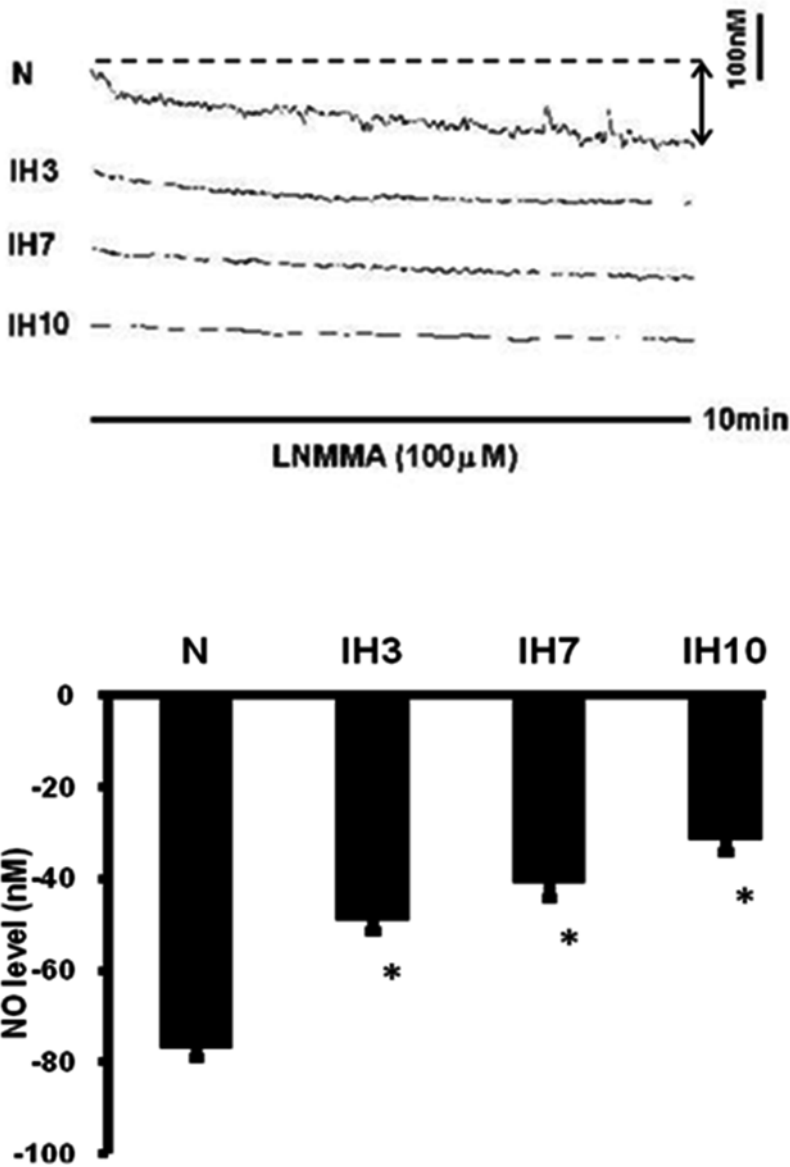 100nM
N
IH3
IH7
IH10
10min
LNMMA (100μM)
N IH3 IH7 IH10
0
-20
-40
-60
-80
-100
NO level (nM)
*
*
*